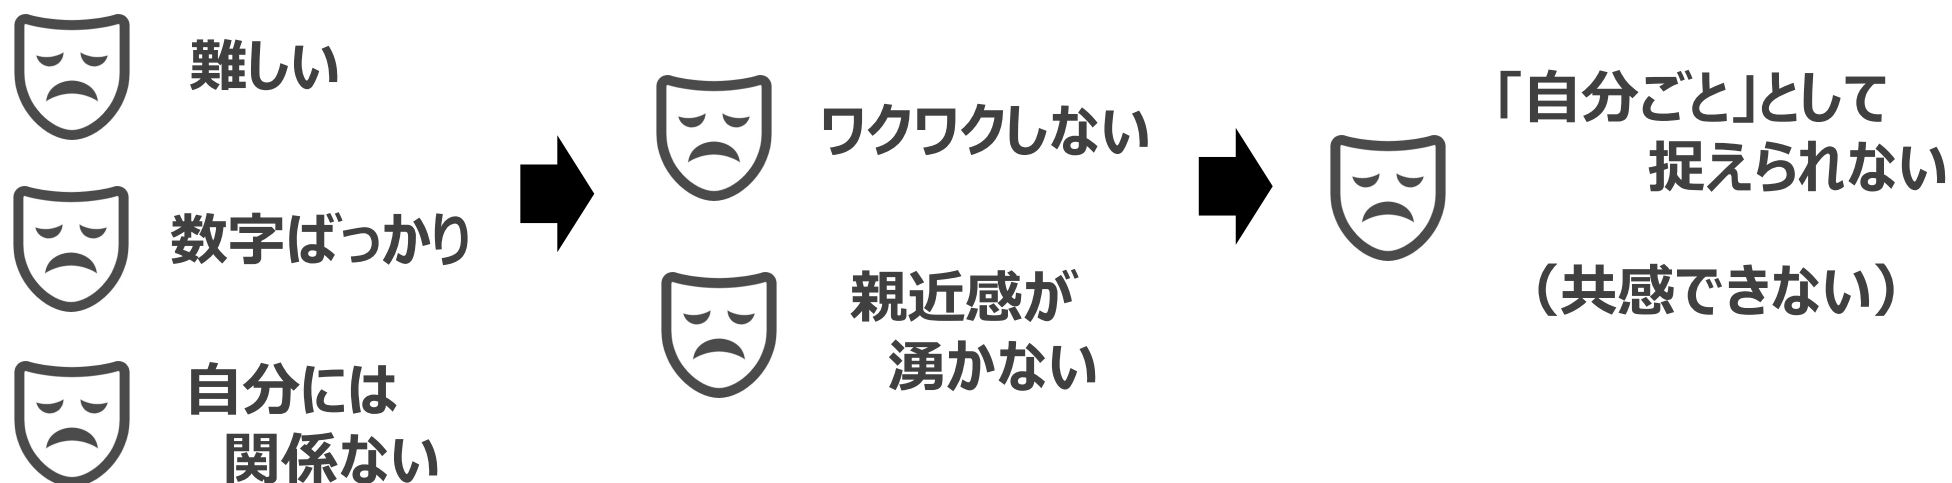 難しい
数字ばっかり
自分には
関係ない
ワクワクしない
親近感が
湧かない
「自分ごと」として
捉えられない
（共感できない）